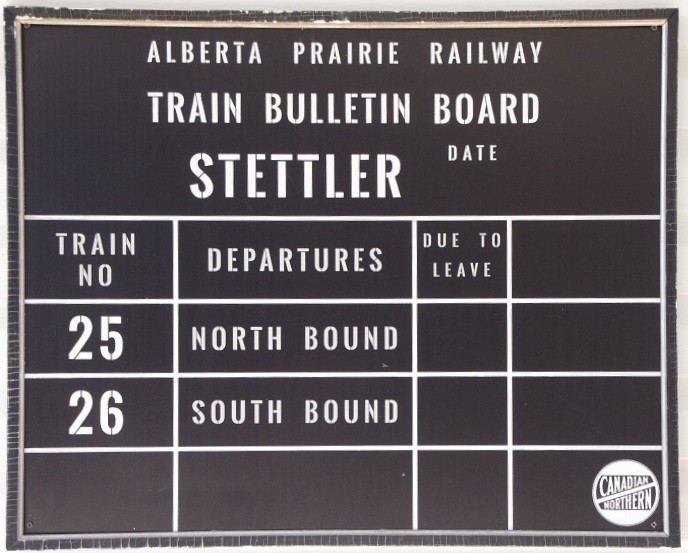 ALBERTA PRAIRIE RAILWAY
TRAIN BULLETIN BOARD
STETTLER DATE
TRAIN NO
DEPARTURES
DUE TO LEAVE
25 NORTH BOUND
26 SOUTH BOUND
CANADIAN
NORTHERN